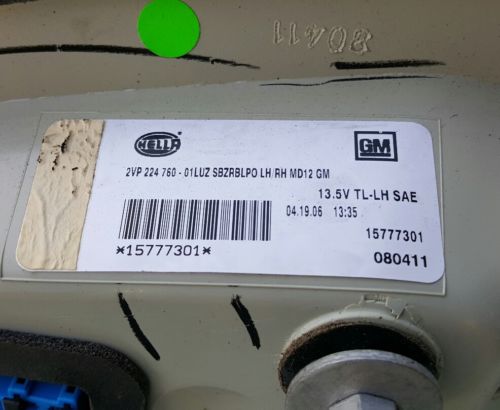 80411
HELLA
GM
2VP 224 760 - 01LUZ SBZRBLPO LH/RH MD12 GM
13.5V TL-LH SAE
04.19.06 13:35
15777301
*15777301*
080411